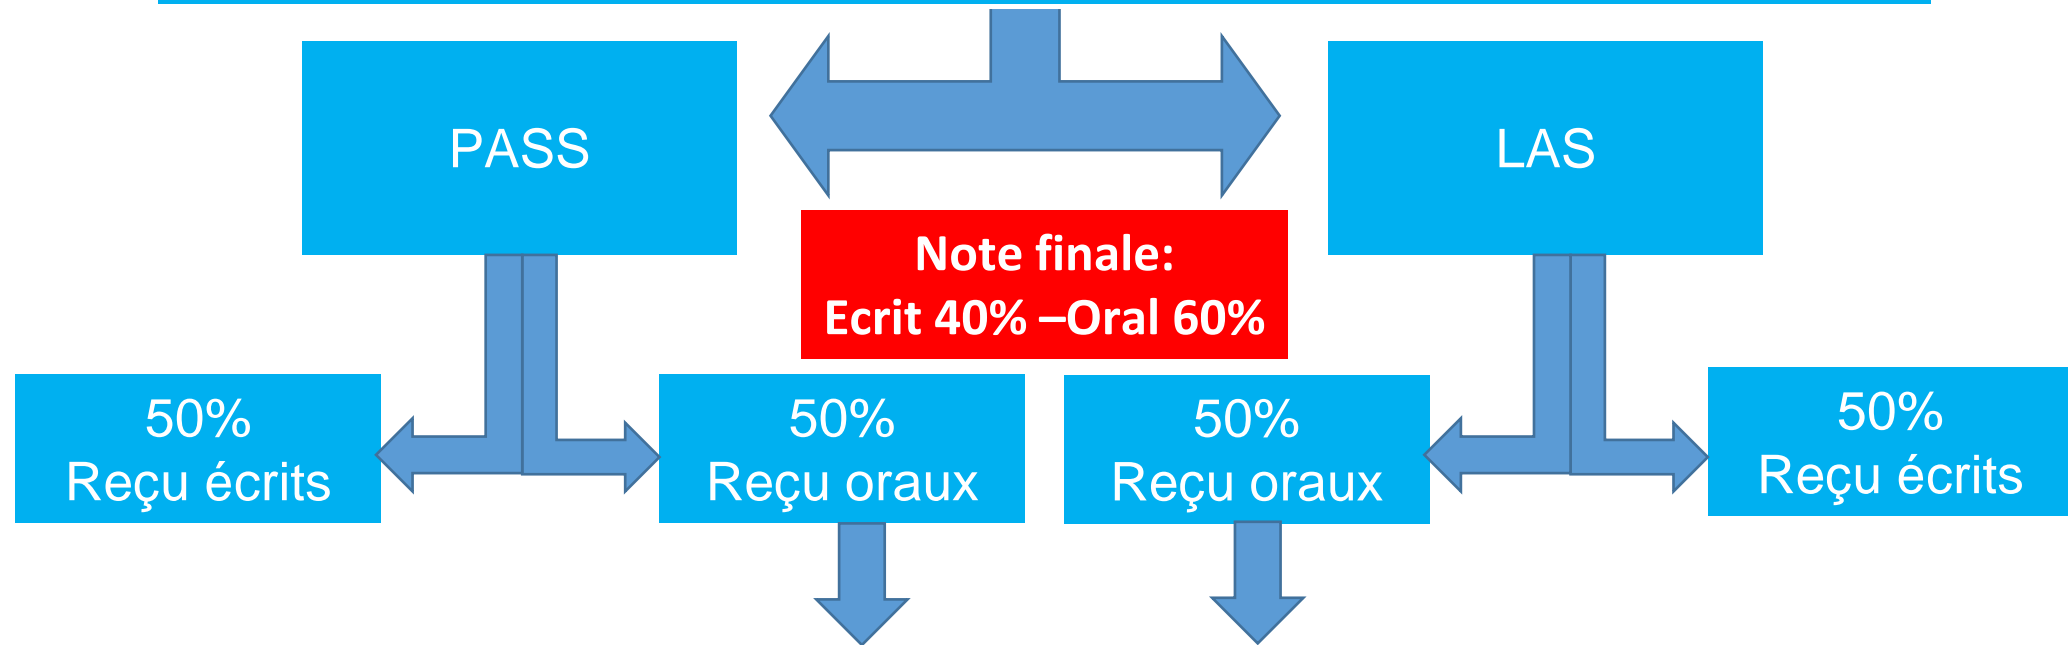 PASS
LAS
Note finale:
Ecrit 40% –Oral 60%
50%
Reçu écrits
50%
Reçu oraux
50%
Reçu oraux
50%
Reçu écrits